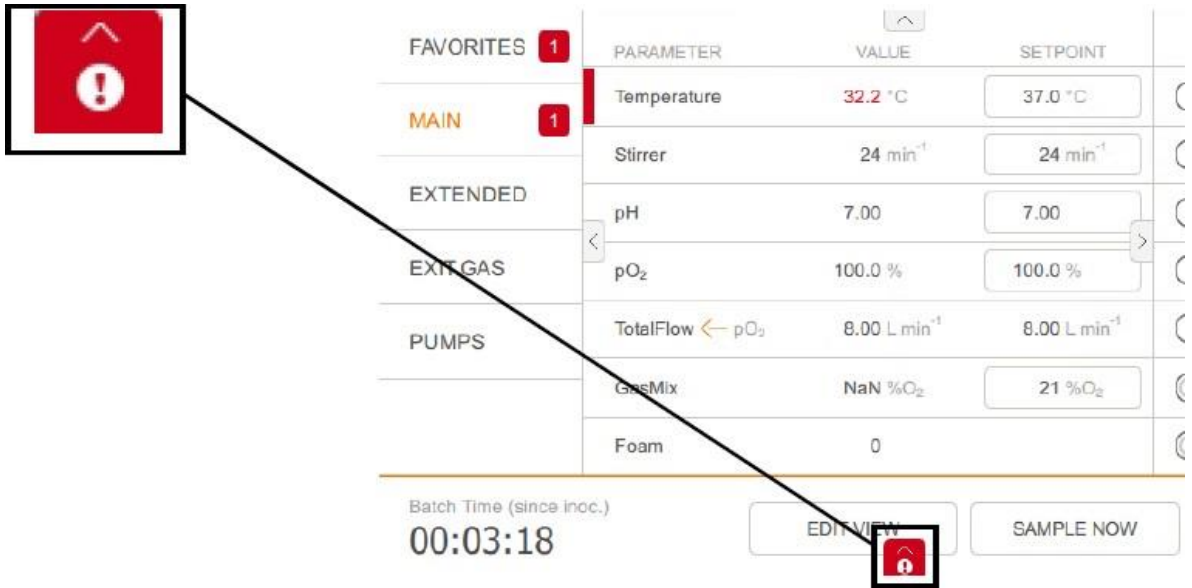 FAVORITES 1
MAIN 1
EXTENDED
EXIT GAS
PUMPS
PARAMETER VALUE SETPOINT
Temperature 32.2 °C 37.0 °C
Stirrer 24 min⁻¹ 24 min⁻¹
pH 7.00 7.00
pO₂ 100.0 % 100.0 %
TotalFlow ← pO₂ 8.00 L min⁻¹ 8.00 L min⁻¹
GasMix NaN %O₂ 21 %O₂
Foam 0
Batch Time (since inoc.)
00:03:18
EDIT VIEW
SAMPLE NOW